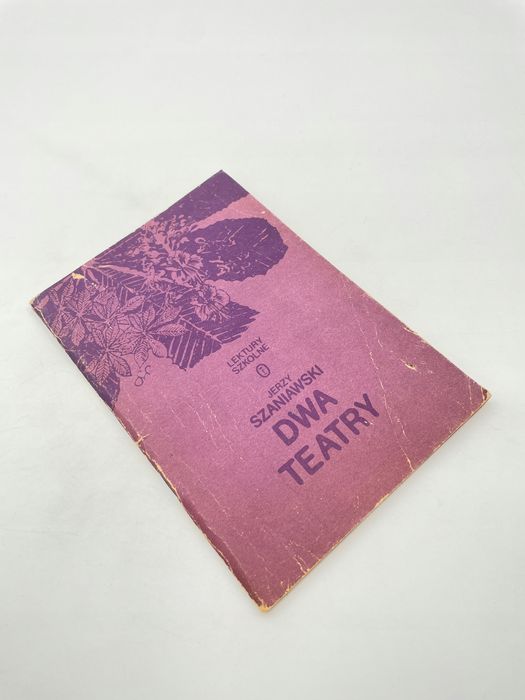 LEKTURY
SZKOLNE
JERZY
SZANIAWSKI
DWA
TEATRY